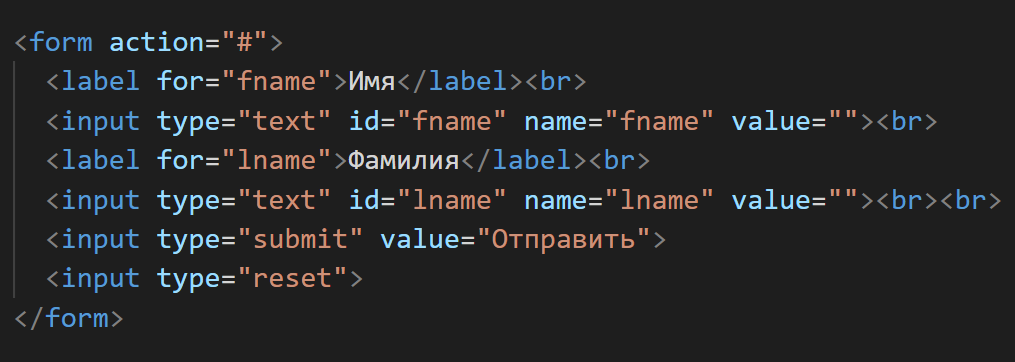 <form action="#">
<label for="fname">Имя</label><br>
<input type="text" id="fname" name="fname" value=""><br>
<label for="lname">Фамилия</label><br>
<input type="text" id="lname" name="lname" value=""><br><br>
<input type="submit" value="Отправить">
<input type="reset">
</form>